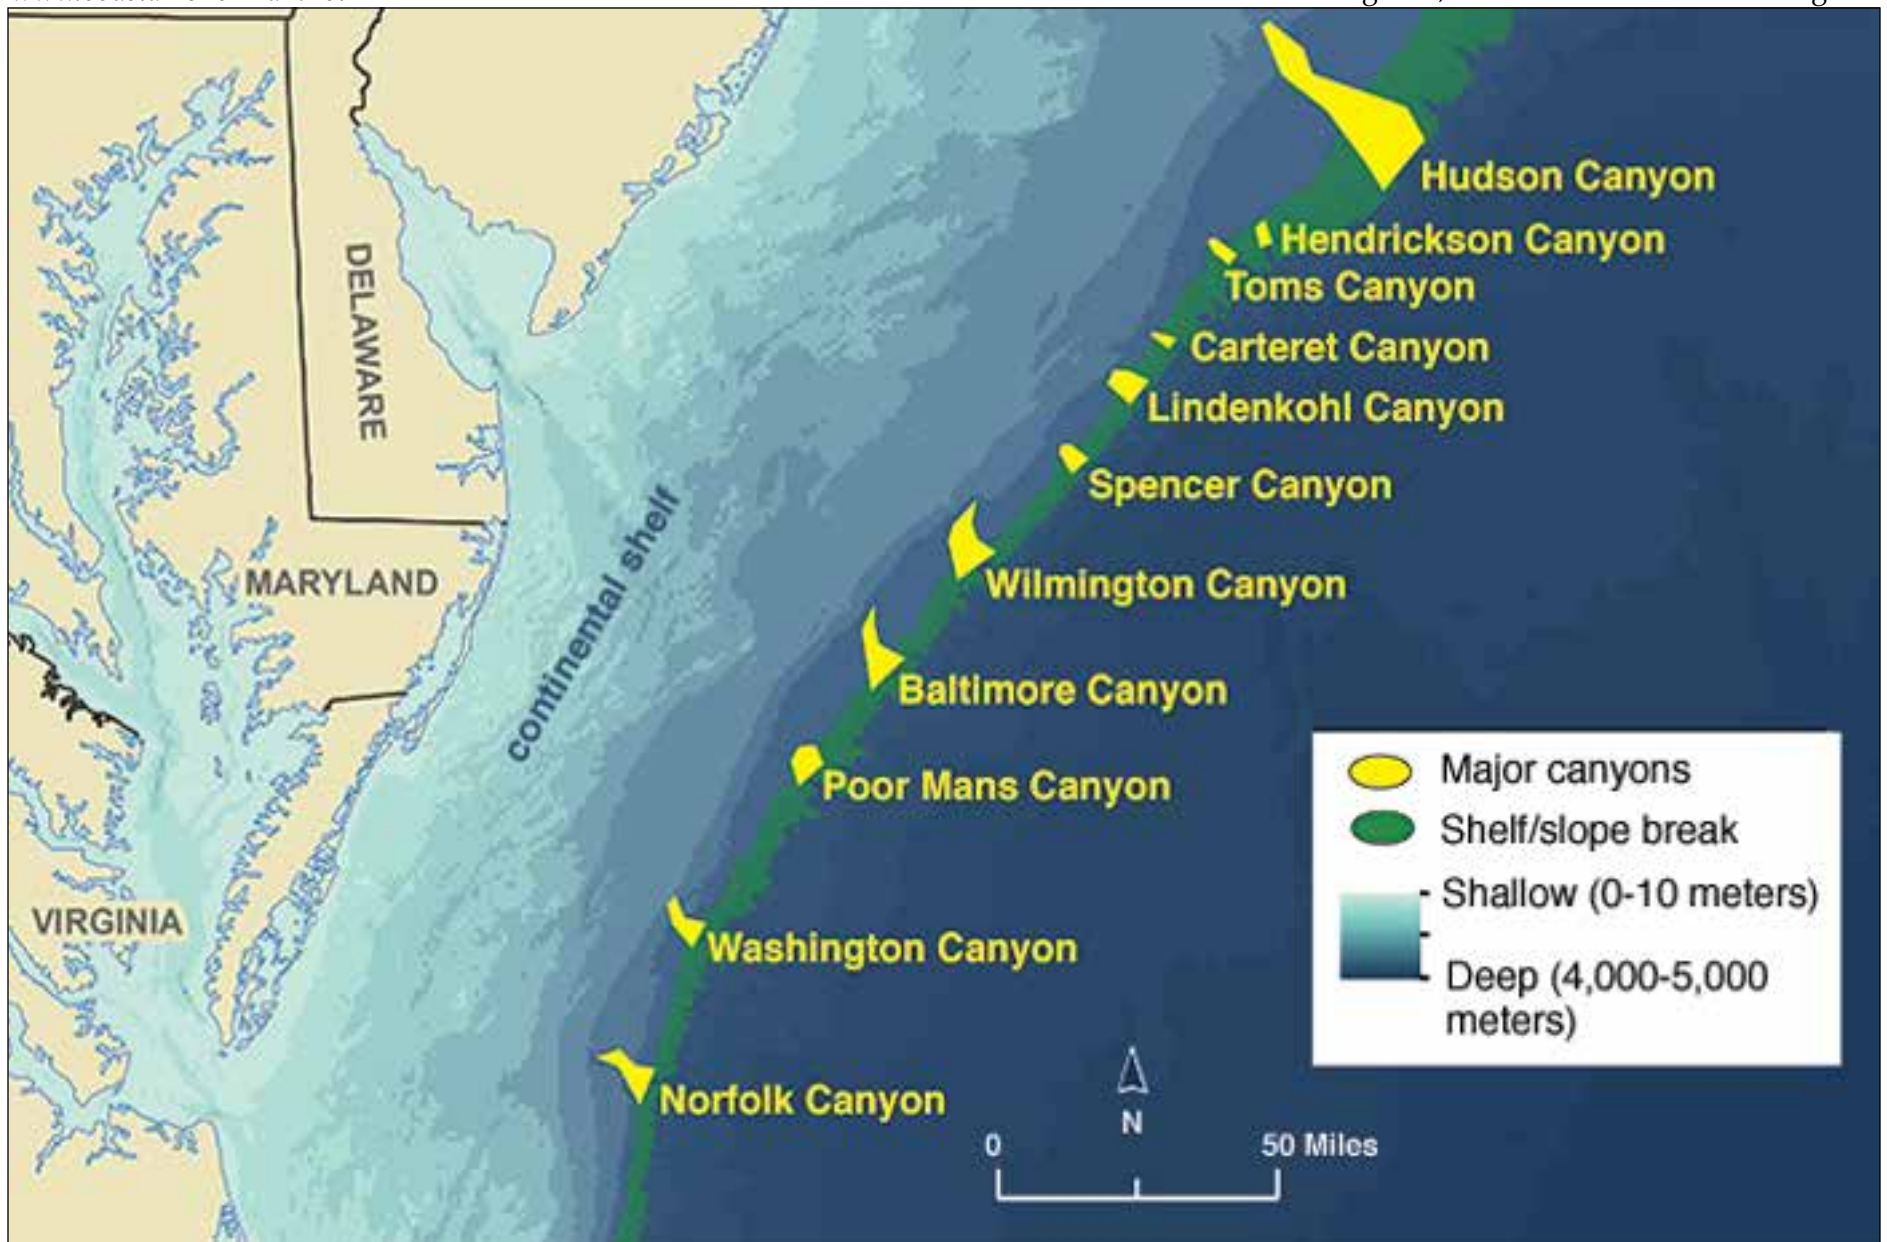 Hudson Canyon
Hendrickson Canyon
Toms Canyon
DELAWARE
Carteret Canyon
Lindenkohl Canyon
Spencer Canyon
continental shelf
MARYLAND
Wilmington Canyon
Baltimore Canyon
Poor Mans Canyon
VIRGINIA
Washington Canyon
Norfolk Canyon
Major canyons
Shelf/slope break
Shallow (0-10 meters)
Deep (4,000-5,000
meters)
N
0
50 Miles